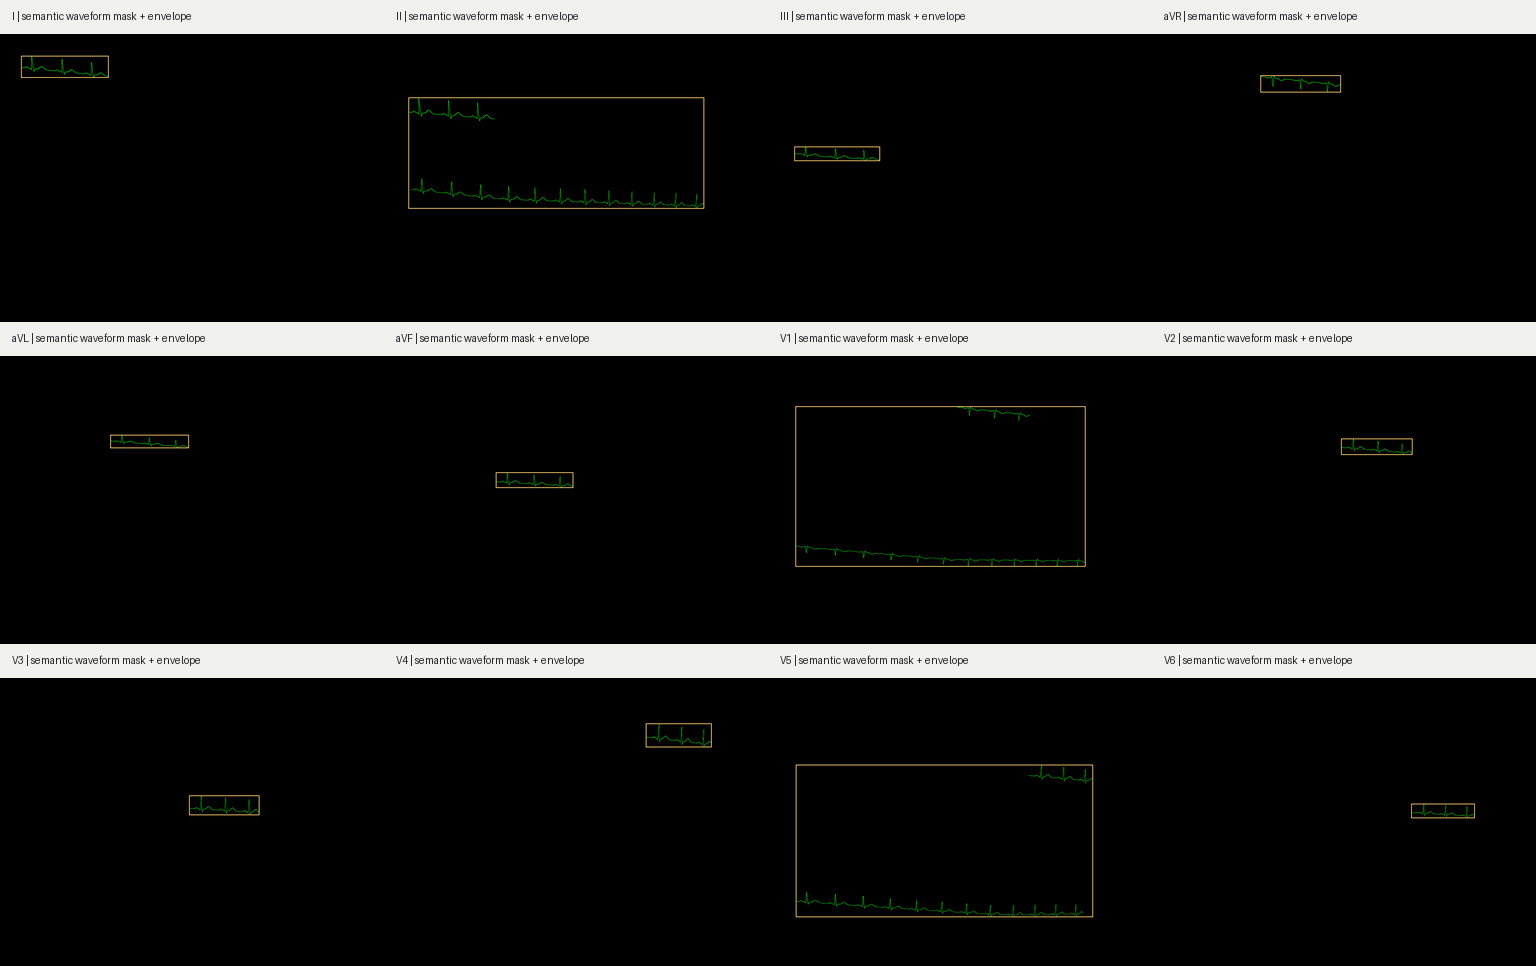 I | semantic waveform mask + envelope
II | semantic waveform mask + envelope
III | semantic waveform mask + envelope
aVR | semantic waveform mask + envelope
aVL | semantic waveform mask + envelope
aVF | semantic waveform mask + envelope
V1 | semantic waveform mask + envelope
V2 | semantic waveform mask + envelope
V3 | semantic waveform mask + envelope
V4 | semantic waveform mask + envelope
V5 | semantic waveform mask + envelope
V6 | semantic waveform mask + envelope